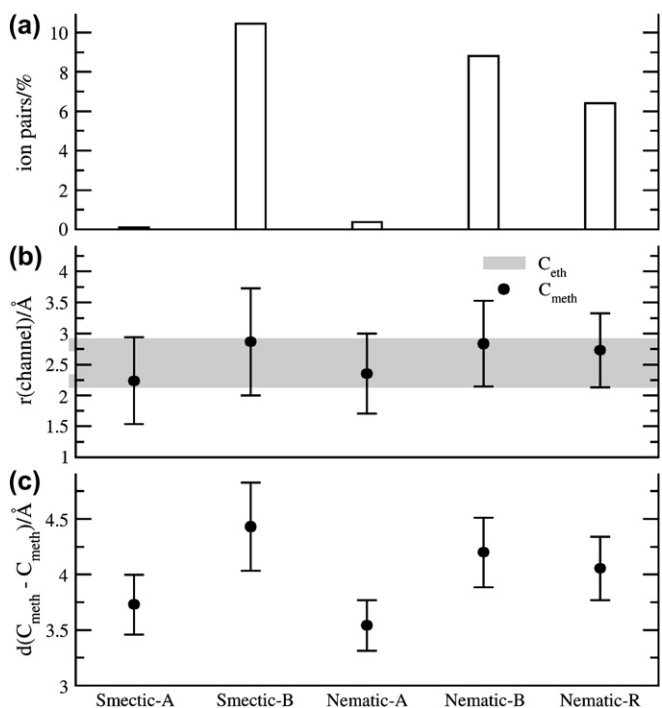 (a)
10
8
6
4
2
0
ion pairs/%
(b)
4
3.5
3
2.5
2
1.5
1
r(channel)/Å
C_eth
C_meth
(c)
4.5
4
3.5
3
d(C_meth - C_meth)/Å
Smectic-A Smectic-B Nematic-A Nematic-B Nematic-R